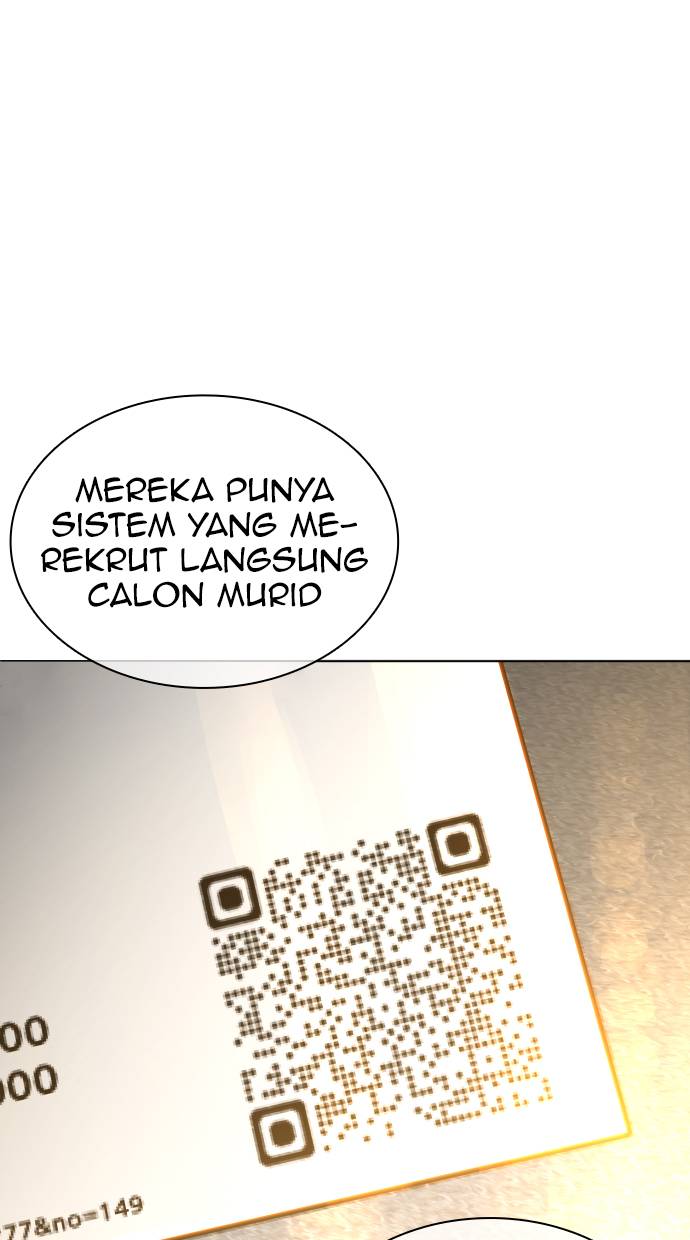 MEREKA PUNYA
SISTEM YANG ME-
REKRUT LANGSUNG
CALON MURID
00
000
77&no=149